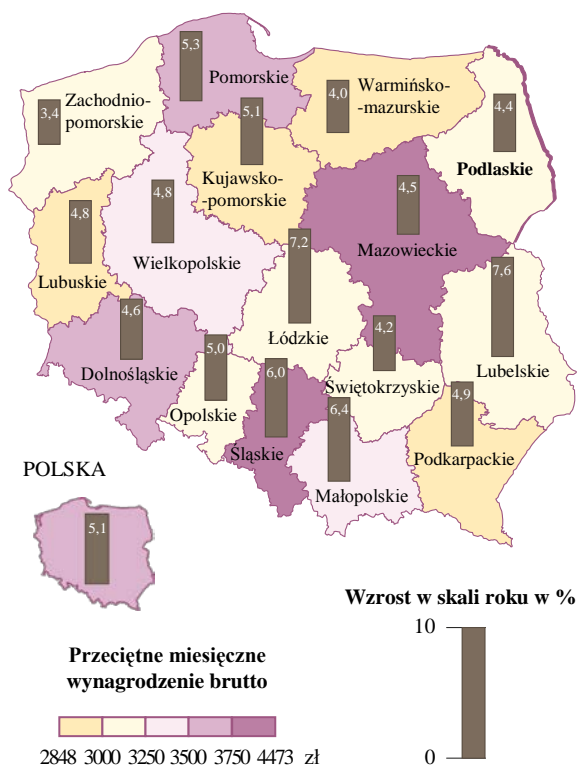 5,3
Pomorskie
3,4
Zachodnio-
pomorskie
5,1
Kujawsko-
-pomorskie
4,0
Warmińsko-
-mazurskie
4,4
Podlaskie
4,8
Lubuskie
4,8
Wielkopolskie
4,5
Mazowieckie
7,2
Łódzkie
7,6
Lubelskie
4,6
Dolnośląskie
5,0
Opolskie
6,0
Śląskie
4,2
Świętokrzyskie
6,4
Małopolskie
4,9
Podkarpackie
POLSKA
5,1
Wzrost w skali roku w %
10
0
Przeciętne miesięczne
wynagrodzenie brutto
2848 3000 3250 3500 3750 4473 zł